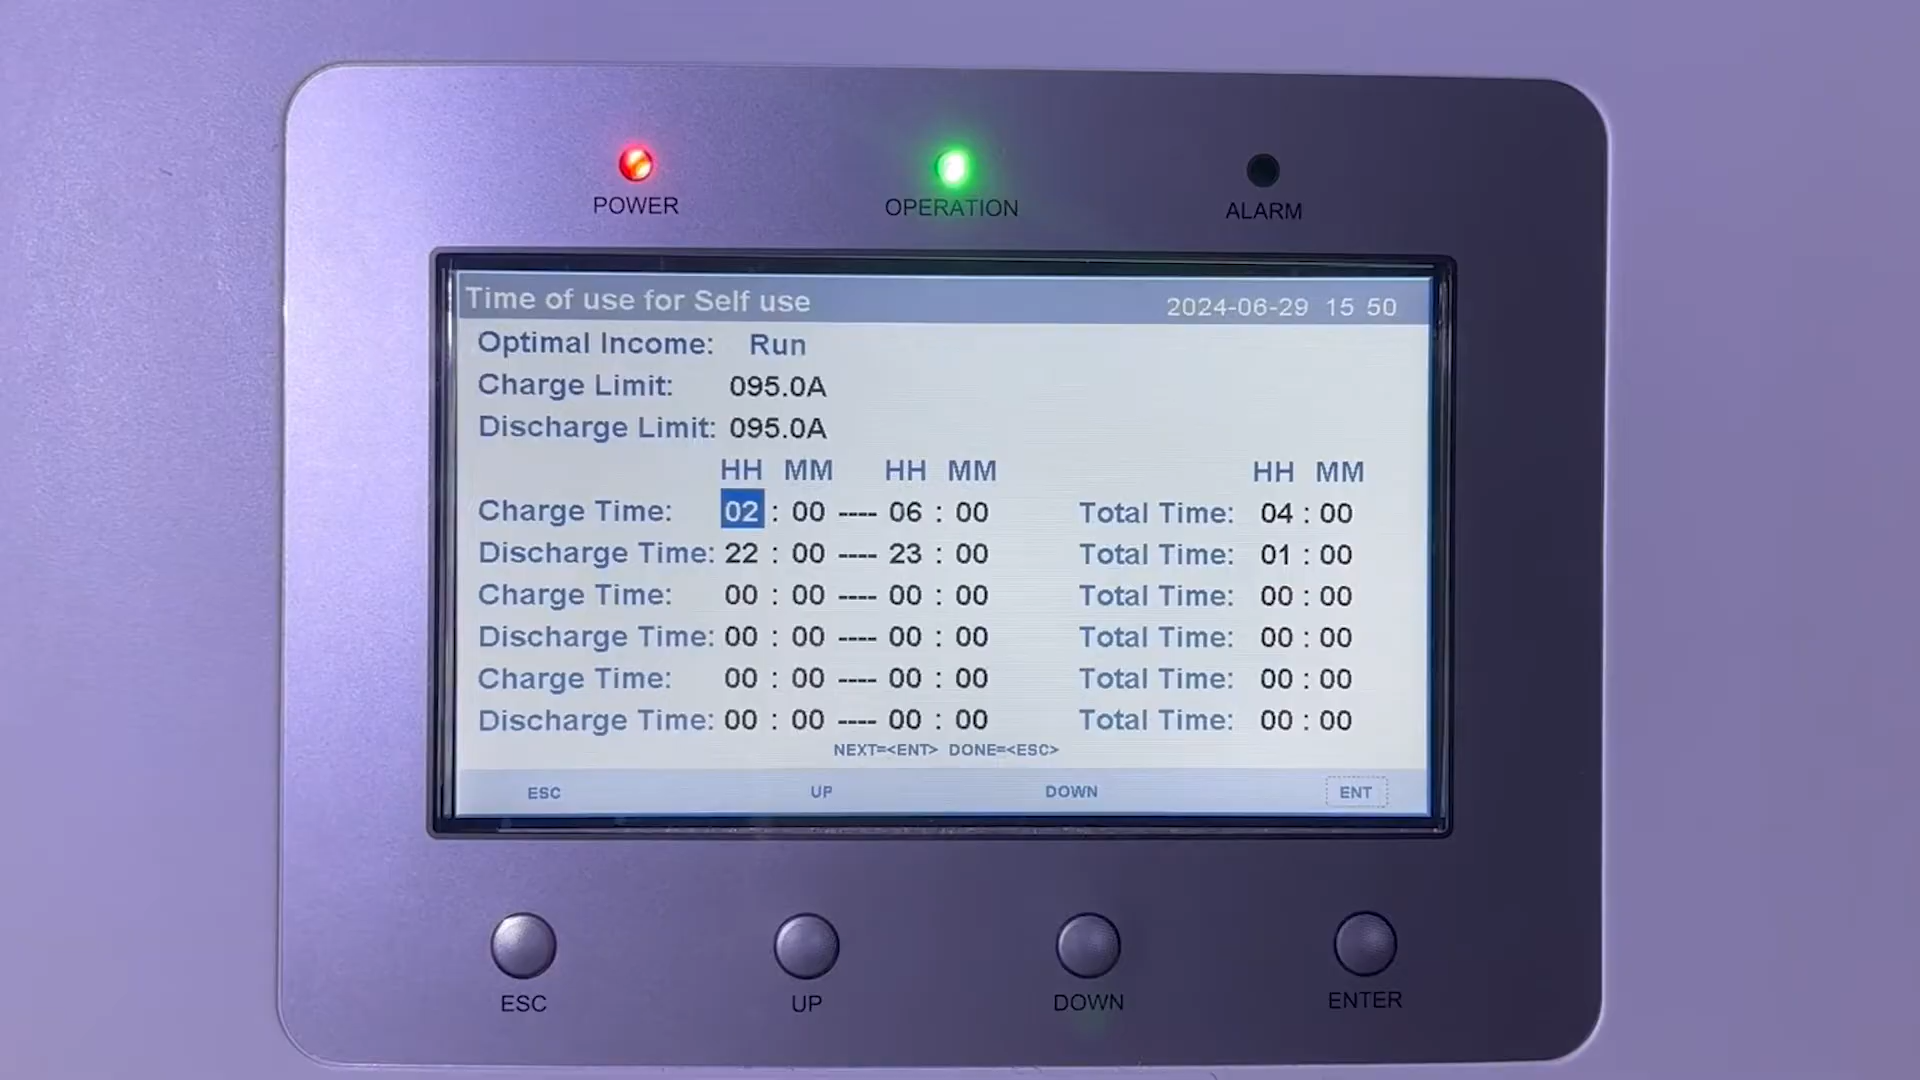 POWER OPERATION ALARM
Time of use for Self use 2024-06-29 15 50
Optimal Income: Run
Charge Limit: 095.0A
Discharge Limit: 095.0A
HH MM HH MM HH MM
Charge Time: 02 : 00 ---- 06 : 00 Total Time: 04 : 00
Discharge Time: 22 : 00 ---- 23 : 00 Total Time: 01 : 00
Charge Time: 00 : 00 ---- 00 : 00 Total Time: 00 : 00
Discharge Time: 00 : 00 ---- 00 : 00 Total Time: 00 : 00
Charge Time: 00 : 00 ---- 00 : 00 Total Time: 00 : 00
Discharge Time: 00 : 00 ---- 00 : 00 Total Time: 00 : 00
NEXT=<ENT> DONE=<ESC>
ESC UP DOWN ENT
ESC UP DOWN ENTER